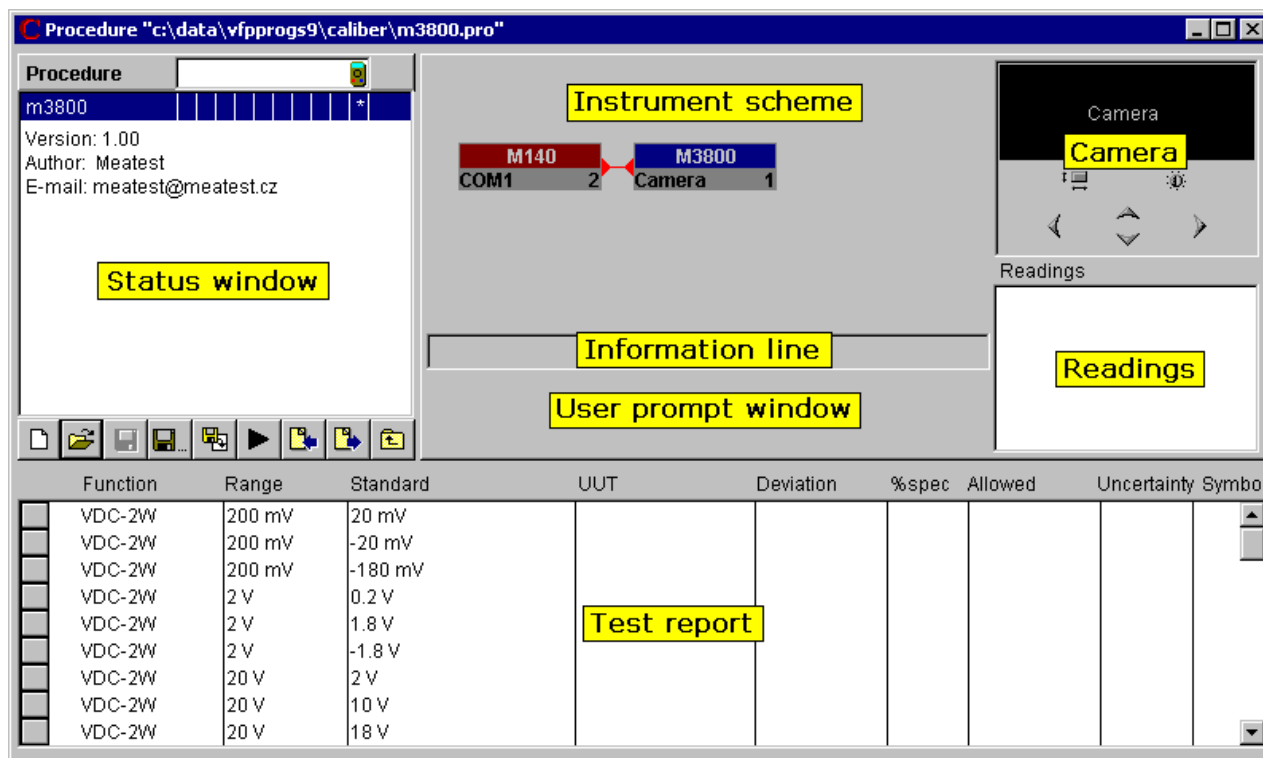 Procedure "c:\data\vfpprogs9\caliber\m3800.pro"
Procedure
m3800 *
Version: 1.00
Author: Meatest
E-mail: meatest@meatest.cz
Status window
Instrument scheme
M140
COM1 2
M3800
Camera 1
Information line
User prompt window
Camera
Camera
Readings
Readings
Function Range Standard UUT Deviation %spec Allowed Uncertainty Symbo
VDC-2W 200 mV 20 mV
VDC-2W 200 mV -20 mV
VDC-2W 200 mV -180 mV
VDC-2W 2 V 0.2 V
VDC-2W 2 V 1.8 V
VDC-2W 2 V -1.8 V
VDC-2W 20 V 2 V
VDC-2W 20 V 10 V
VDC-2W 20 V 18 V
Test report